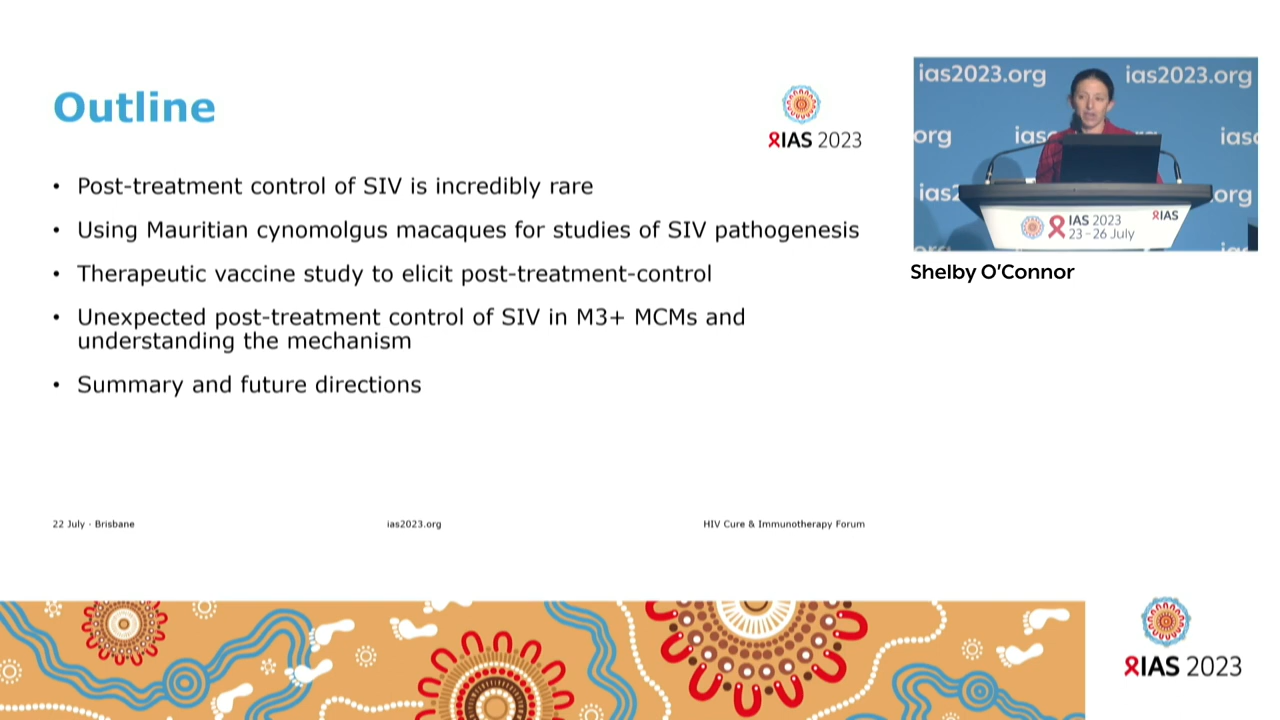 Outline
IAS 2023
• Post-treatment control of SIV is incredibly rare
• Using Mauritian cynomolgus macaques for studies of SIV pathogenesis
• Therapeutic vaccine study to elicit post-treatment-control
• Unexpected post-treatment control of SIV in M3+ MCMs and
understanding the mechanism
• Summary and future directions
22 July · Brisbane
ias2023.org
HIV Cure & Immunotherapy Forum
ias2023.org
ias2023.org
org
ias
.org
IAS 2023
23–26 July
IAS
Shelby O'Connor
IAS 2023